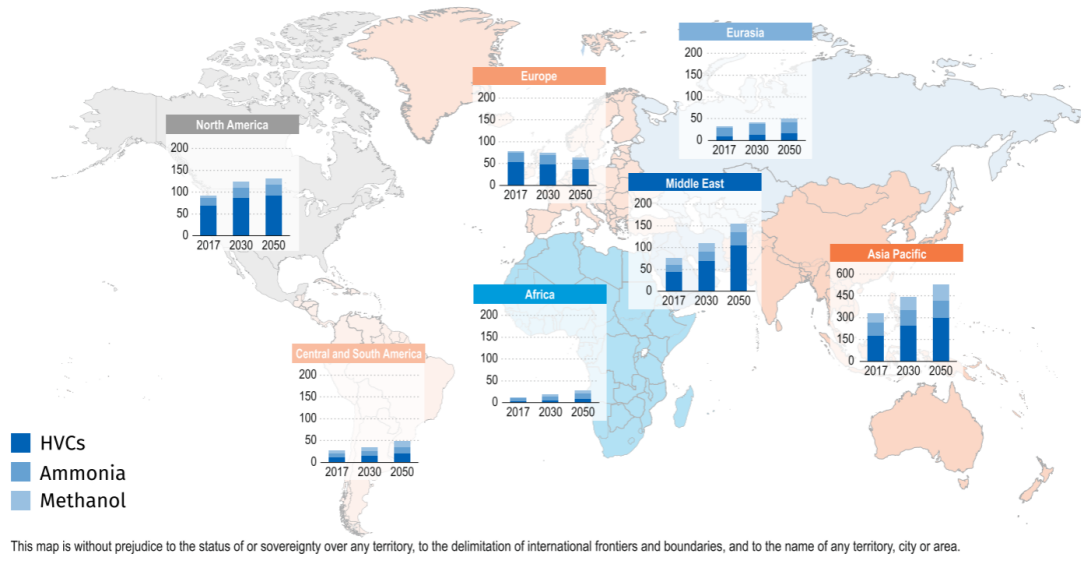 Eurasia
200
150
100
50
0
2017 2030 2050
Europe
200
150
100
50
0
2017 2030 2050
North America
200
150
100
50
0
2017 2030 2050
Middle East
200
150
100
50
0
2017 2030 2050
Asia Pacific
600
450
300
150
0
2017 2030 2050
Africa
200
150
100
50
0
2017 2030 2050
Central and South America
200
150
100
50
0
2017 2030 2050
HVCs
Ammonia
Methanol
This map is without prejudice to the status of or sovereignty over any territory, to the delimitation of international frontiers and boundaries, and to the name of any territory, city or area.